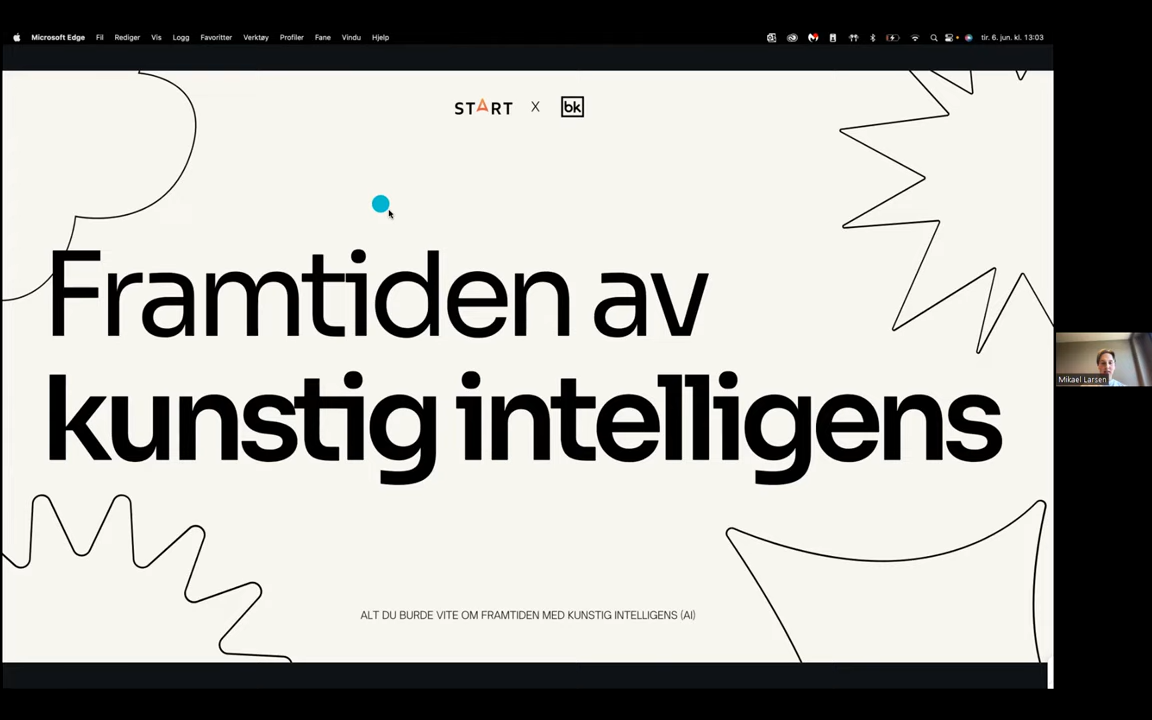 Microsoft Edge Fil Rediger Vis Logg Favoritter Verktøy Profiler Fane Vindu Hjelp tir. 6. jun. kl. 13:03
START X bk
Framtiden av
kunstig intelligens
Mikael Larsen
ALT DU BURDE VITE OM FRAMTIDEN MED KUNSTIG INTELLIGENS (AI)